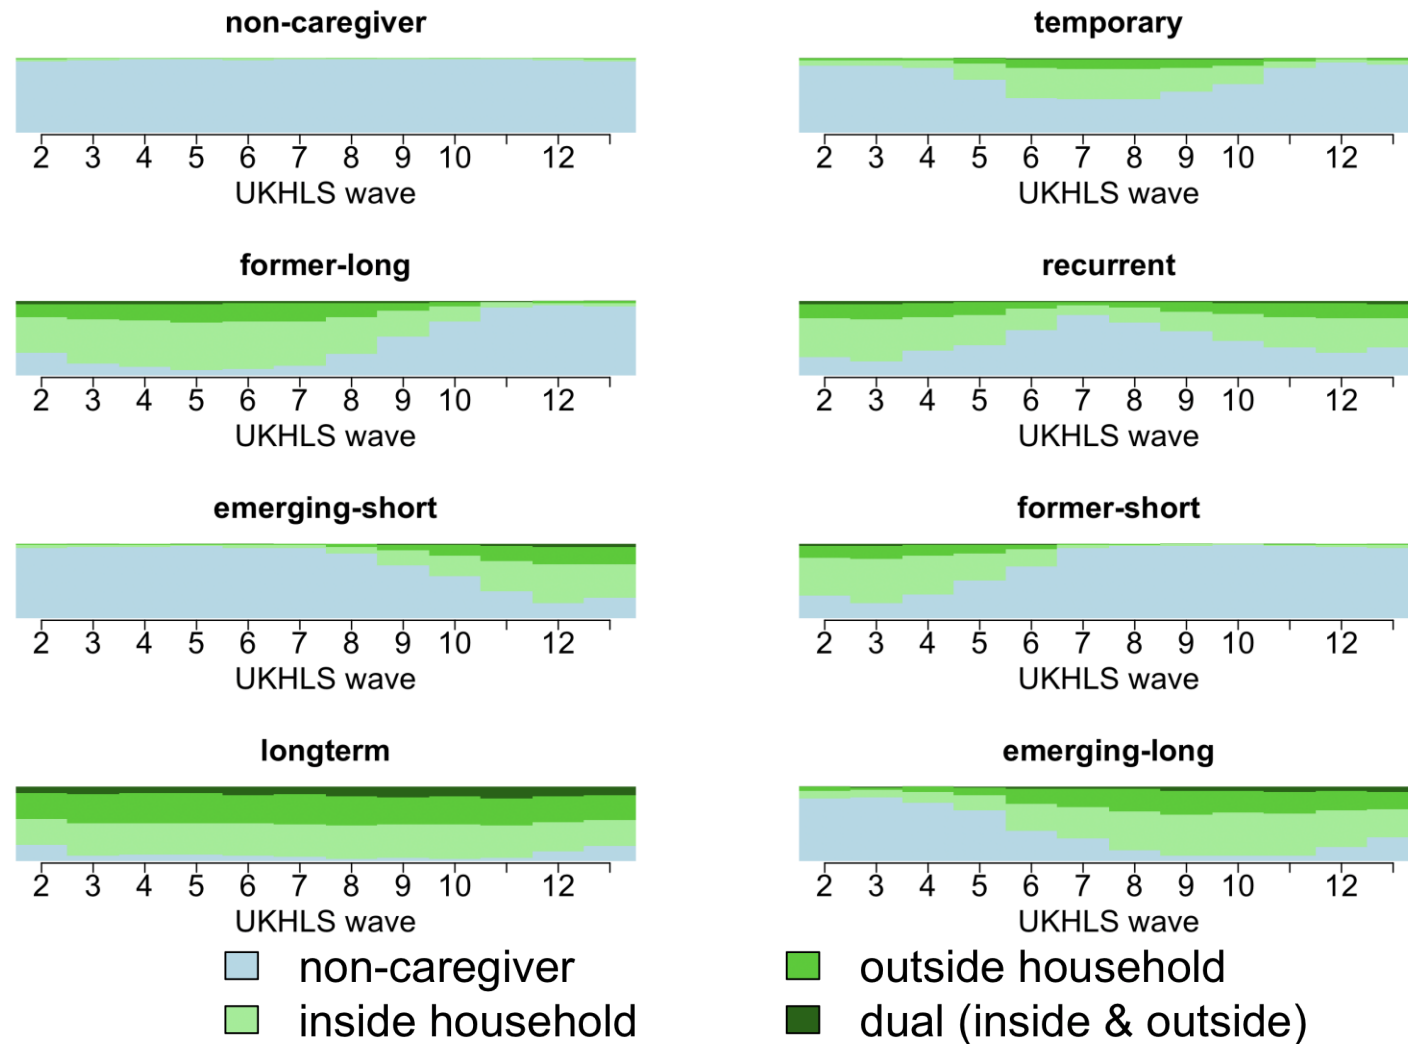 non-caregiver
2 3 4 5 6 7 8 9 10 12
UKHLS wave
temporary
2 3 4 5 6 7 8 9 10 12
UKHLS wave
former-long
2 3 4 5 6 7 8 9 10 12
UKHLS wave
recurrent
2 3 4 5 6 7 8 9 10 12
UKHLS wave
emerging-short
2 3 4 5 6 7 8 9 10 12
UKHLS wave
former-short
2 3 4 5 6 7 8 9 10 12
UKHLS wave
longterm
2 3 4 5 6 7 8 9 10 12
UKHLS wave
emerging-long
2 3 4 5 6 7 8 9 10 12
UKHLS wave
non-caregiver
inside household
outside household
dual (inside & outside)